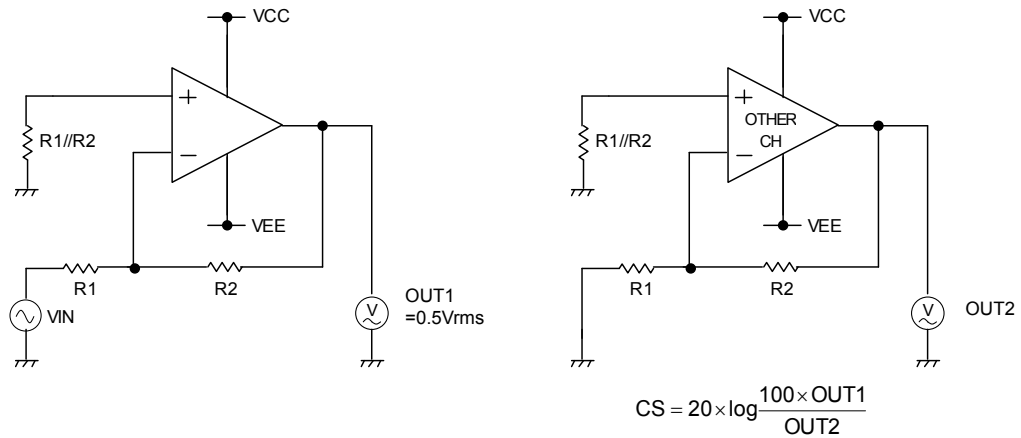 VCC
+
R1//R2
−
VEE
R1
R2
VIN
V
OUT1
=0.5Vrms
VCC
+
OTHER
CH
R1//R2
−
VEE
R1
R2
V
OUT2
CS = 20×log 100×OUT1
OUT2